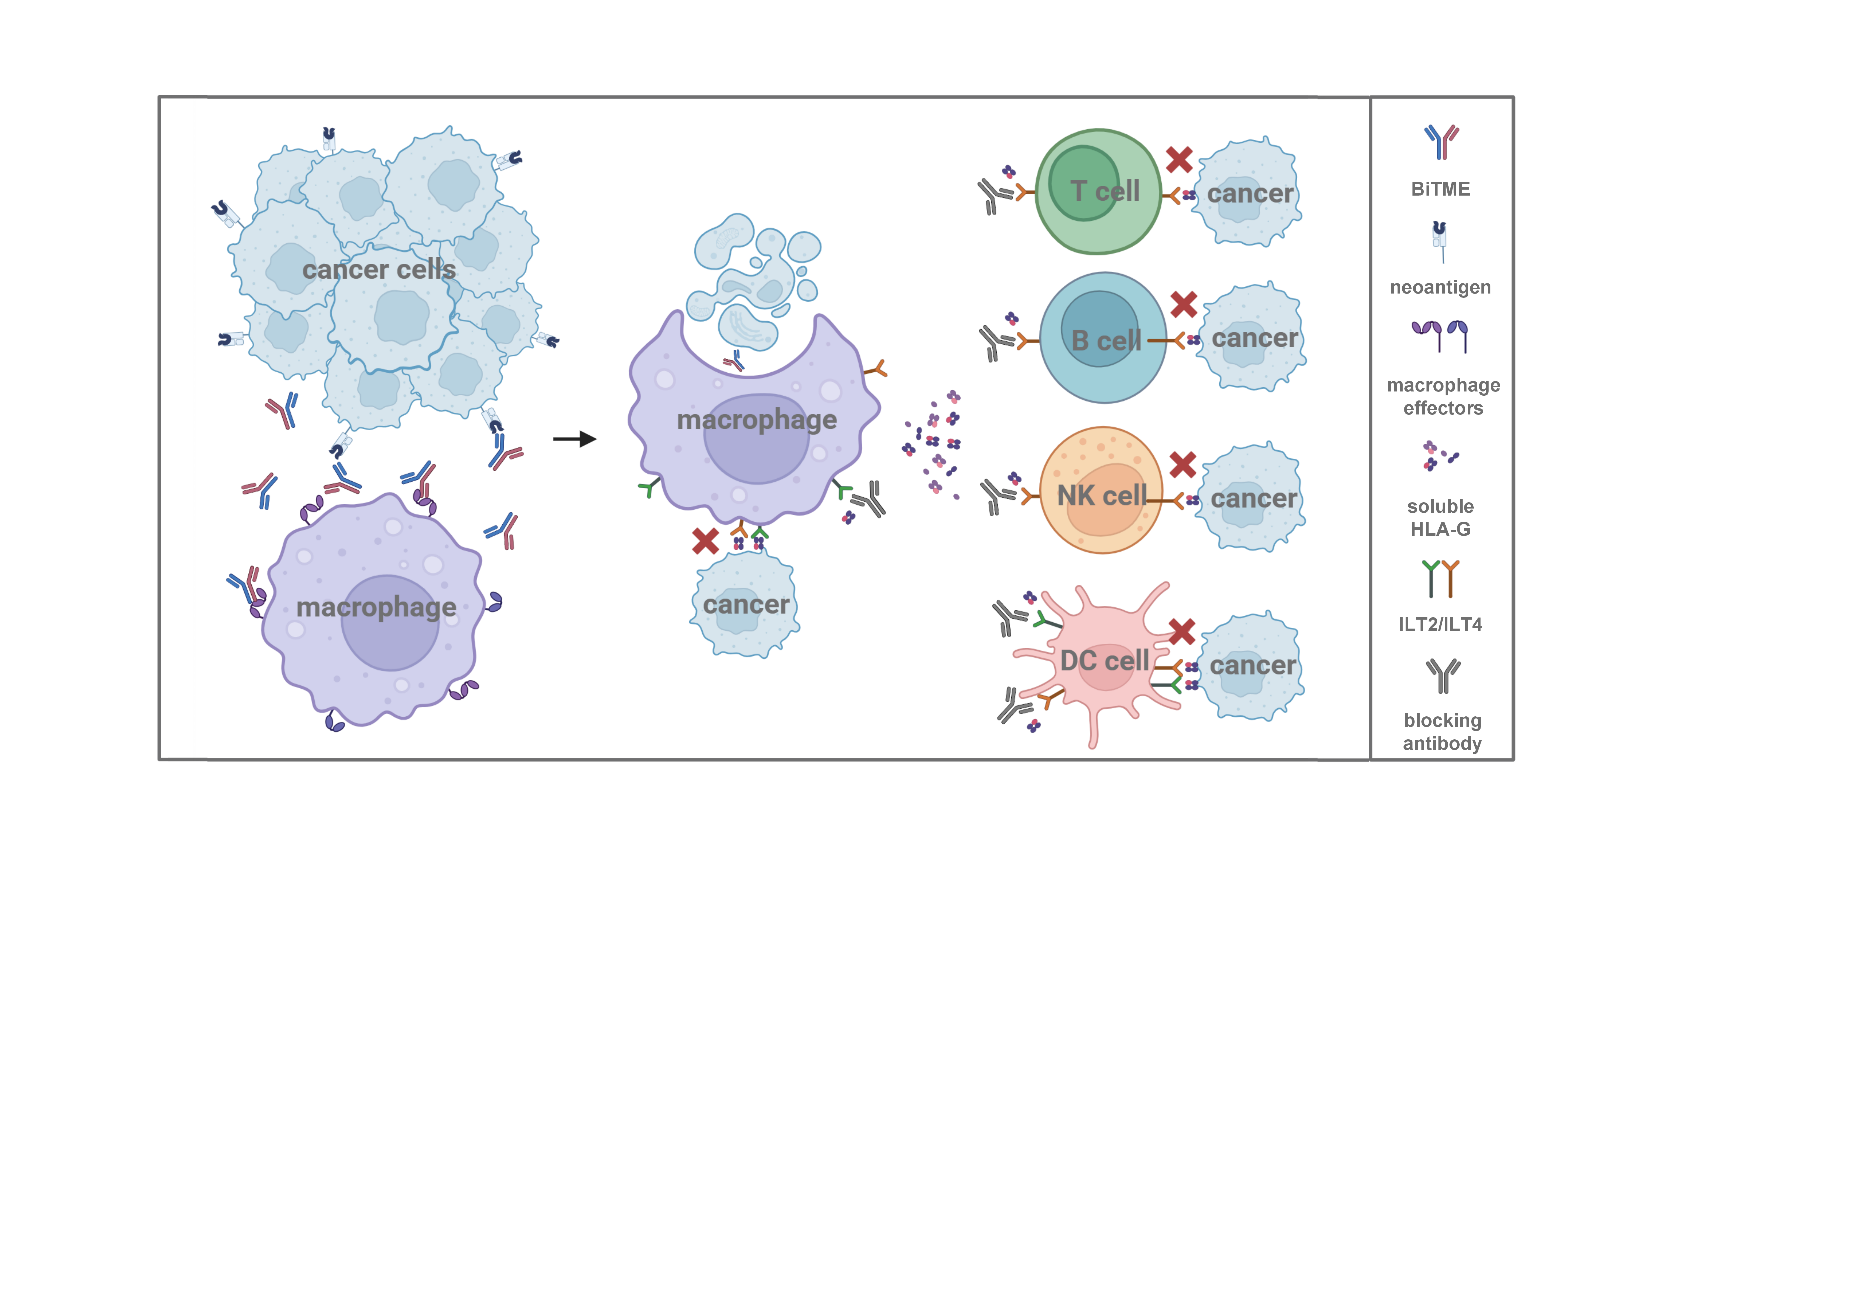 cancer cells
macrophage
macrophage
cancer
T cell
cancer
B cell
cancer
NK cell
cancer
DC cell
cancer
BiTME
neoantigen
macrophage
effectors
soluble
HLA-G
ILT2/ILT4
blocking
antibody